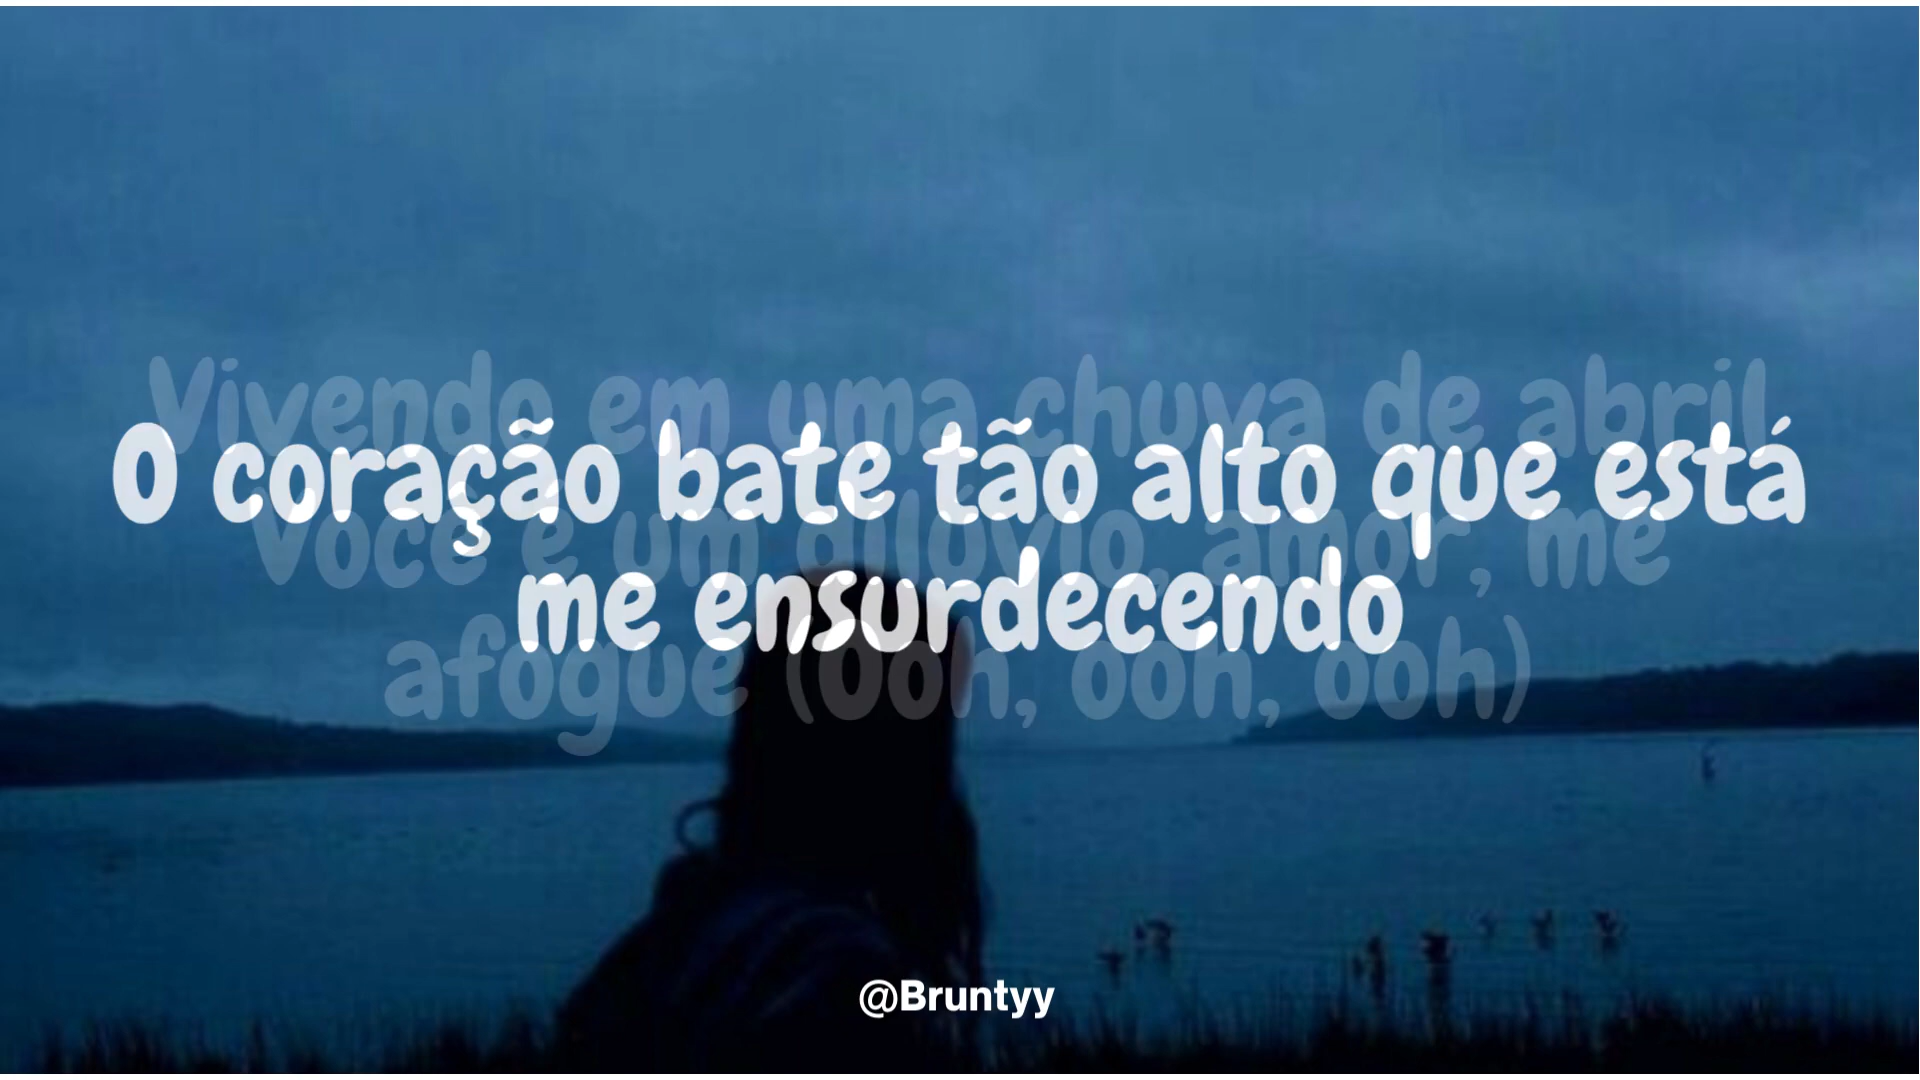 Vivendo em uma chuva de abril
O coração bate tão alto que está
Você é um dilúvio, amor, me
me ensurdecendo
afogue (Ooh, ooh, ooh)
@Bruntyy